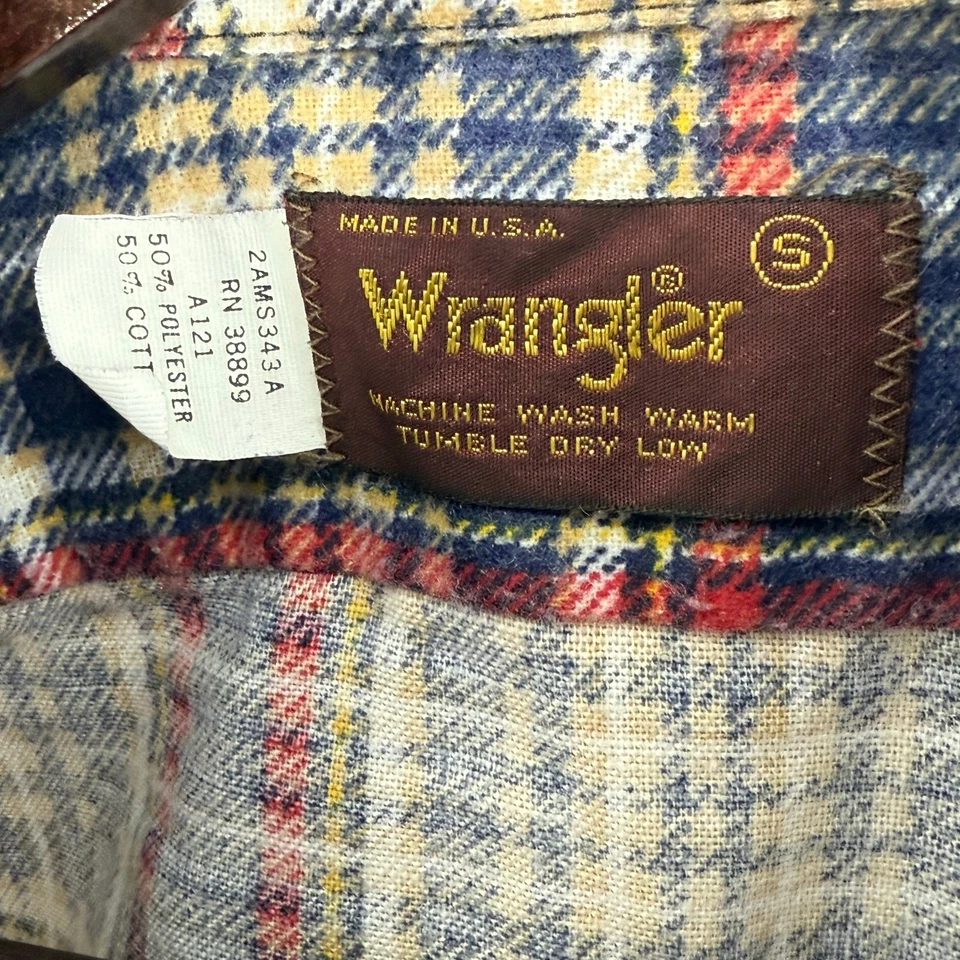 2AMS343A
RN 38899
A121
50% POLYESTER
50% COTT
MADE IN U.S.A.
S
Wrangler®
MACHINE WASH WARM
TUMBLE DRY LOW